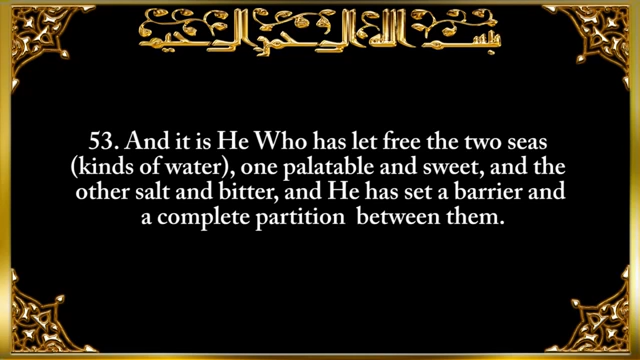 بسم الله الرحمن الرحيم
53. And it is He Who has let free the two seas
(kinds of water), one palatable and sweet, and the
other salt and bitter, and He has set a barrier and
a complete partition between them.